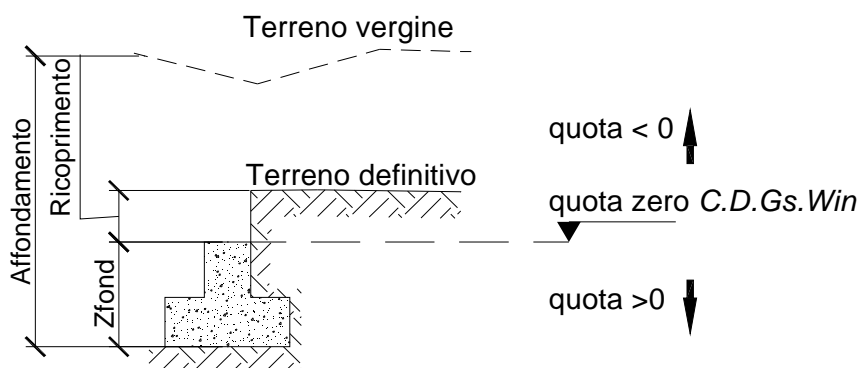 Terreno vergine
Affondamento
Ricoprimento
quota < 0
Terreno definitivo
quota zero C.D.Gs.Win
Zfond
quota >0